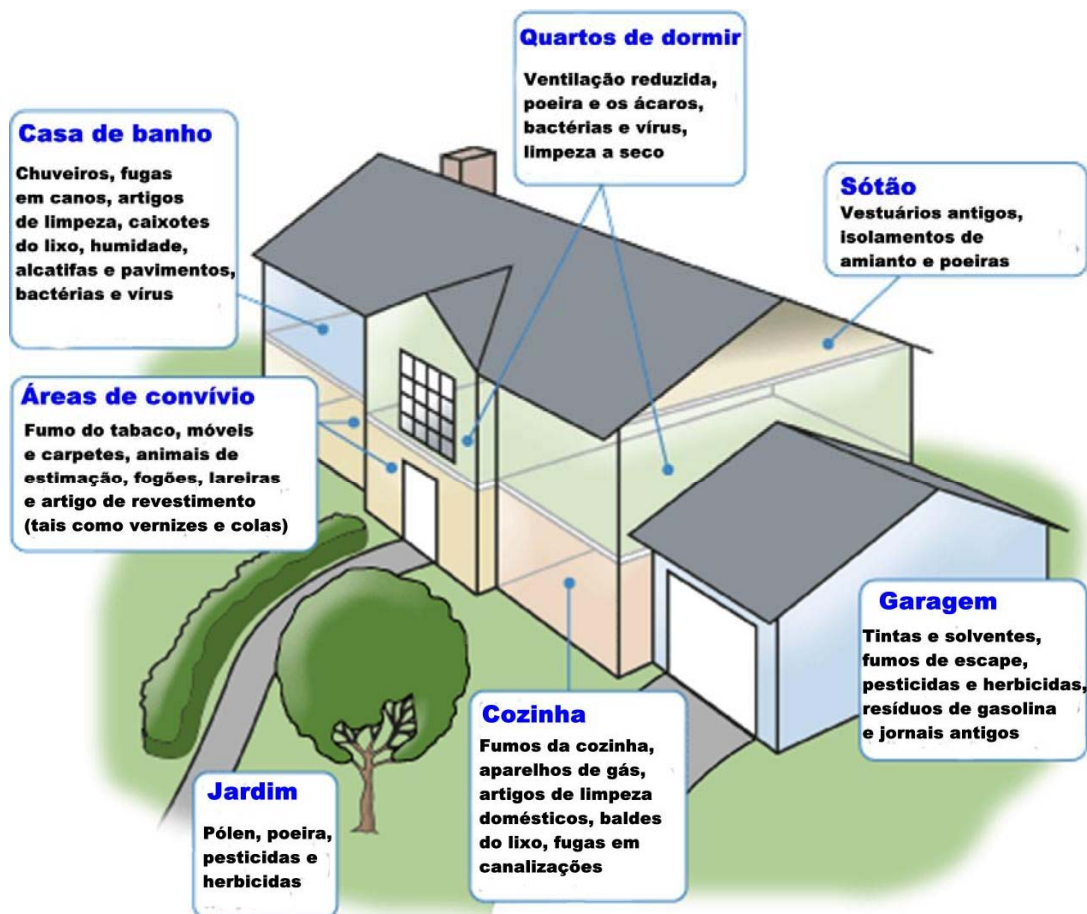 Quartos de dormir
Ventilação reduzida,
poeira e os ácaros,
bactérias e vírus,
limpeza a seco
Casa de banho
Chuveiros, fugas
em canos, artigos
de limpeza, caixotes
do lixo, humidade,
alcatifas e pavimentos,
bactérias e vírus
Sótão
Vestuários antigos,
isolamentos de
amianto e poeiras
Áreas de convívio
Fumo do tabaco, móveis
e carpetes, animais de
estimação, fogões, lareiras
e artigo de revestimento
(tais como vernizes e colas)
Garagem
Tintas e solventes,
fumos de escape,
pesticidas e herbicidas,
resíduos de gasolina
e jornais antigos
Cozinha
Fumos da cozinha,
aparelhos de gás,
artigos de limpeza
domésticos, baldes
do lixo, fugas em
canalizações
Jardim
Pólen, poeira,
pesticidas e
herbicidas